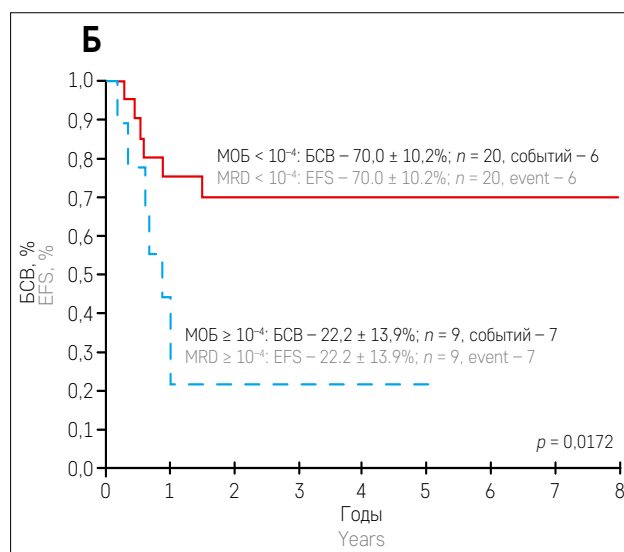 Б
1,0
0,9
0,8
0,7
0,6
0,5
0,4
0,3
0,2
0,1
0,0
БСВ, %
EFS, %
МОБ < 10⁻⁴: БСВ – 70,0 ± 10,2%; n = 20, событий – 6
MRD < 10⁻⁴: EFS – 70.0 ± 10.2%; n = 20, event – 6
МОБ ≥ 10⁻⁴: БСВ – 22,2 ± 13,9%; n = 9, событий – 7
MRD ≥ 10⁻⁴: EFS – 22.2 ± 13.9%; n = 9, event – 7
p = 0,0172
0 1 2 3 4 5 6 7 8
Годы
Years